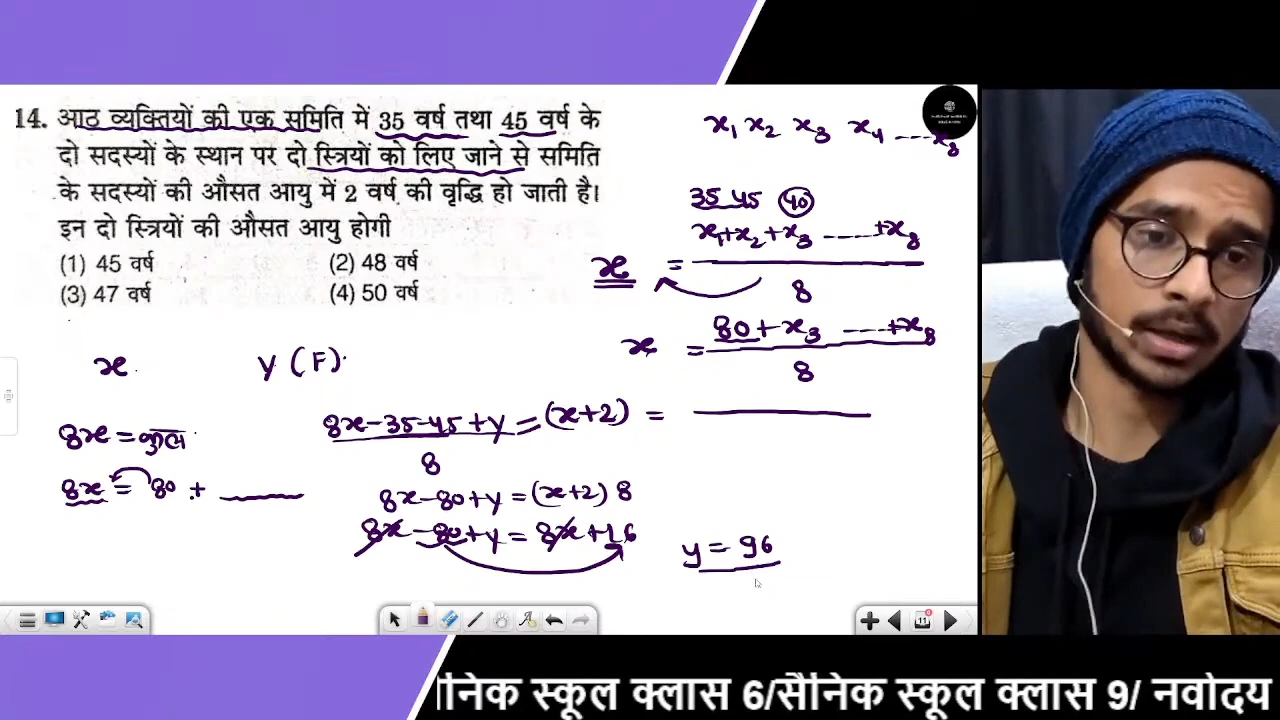 14. आठ व्यक्तियों की एक समिति में 35 वर्ष तथा 45 वर्ष के
दो सदस्यों के स्थान पर दो स्त्रियों को लिए जाने से समिति
के सदस्यों की औसत आयु में 2 वर्ष की वृद्धि हो जाती है।
इन दो स्त्रियों की औसत आयु होगी
(1) 45 वर्ष (2) 48 वर्ष
(3) 47 वर्ष (4) 50 वर्ष
x₁ x₂ x₃ x₄ ---- x₈
35 45 40
x₁+x₂+x₃ -----+x₈
x =
8
80+x₃ ----+x₈
x =
8
x y (F)
8x = कुल
8x = 80 +
8x-35-45+y = (x+2) =
8
8x-80+y = (x+2) 8
8x-80+y = 8x+16
y = 96
11
ीनिक स्कूल क्लास 6/सैनिक स्कूल क्लास 9/ नवोदय